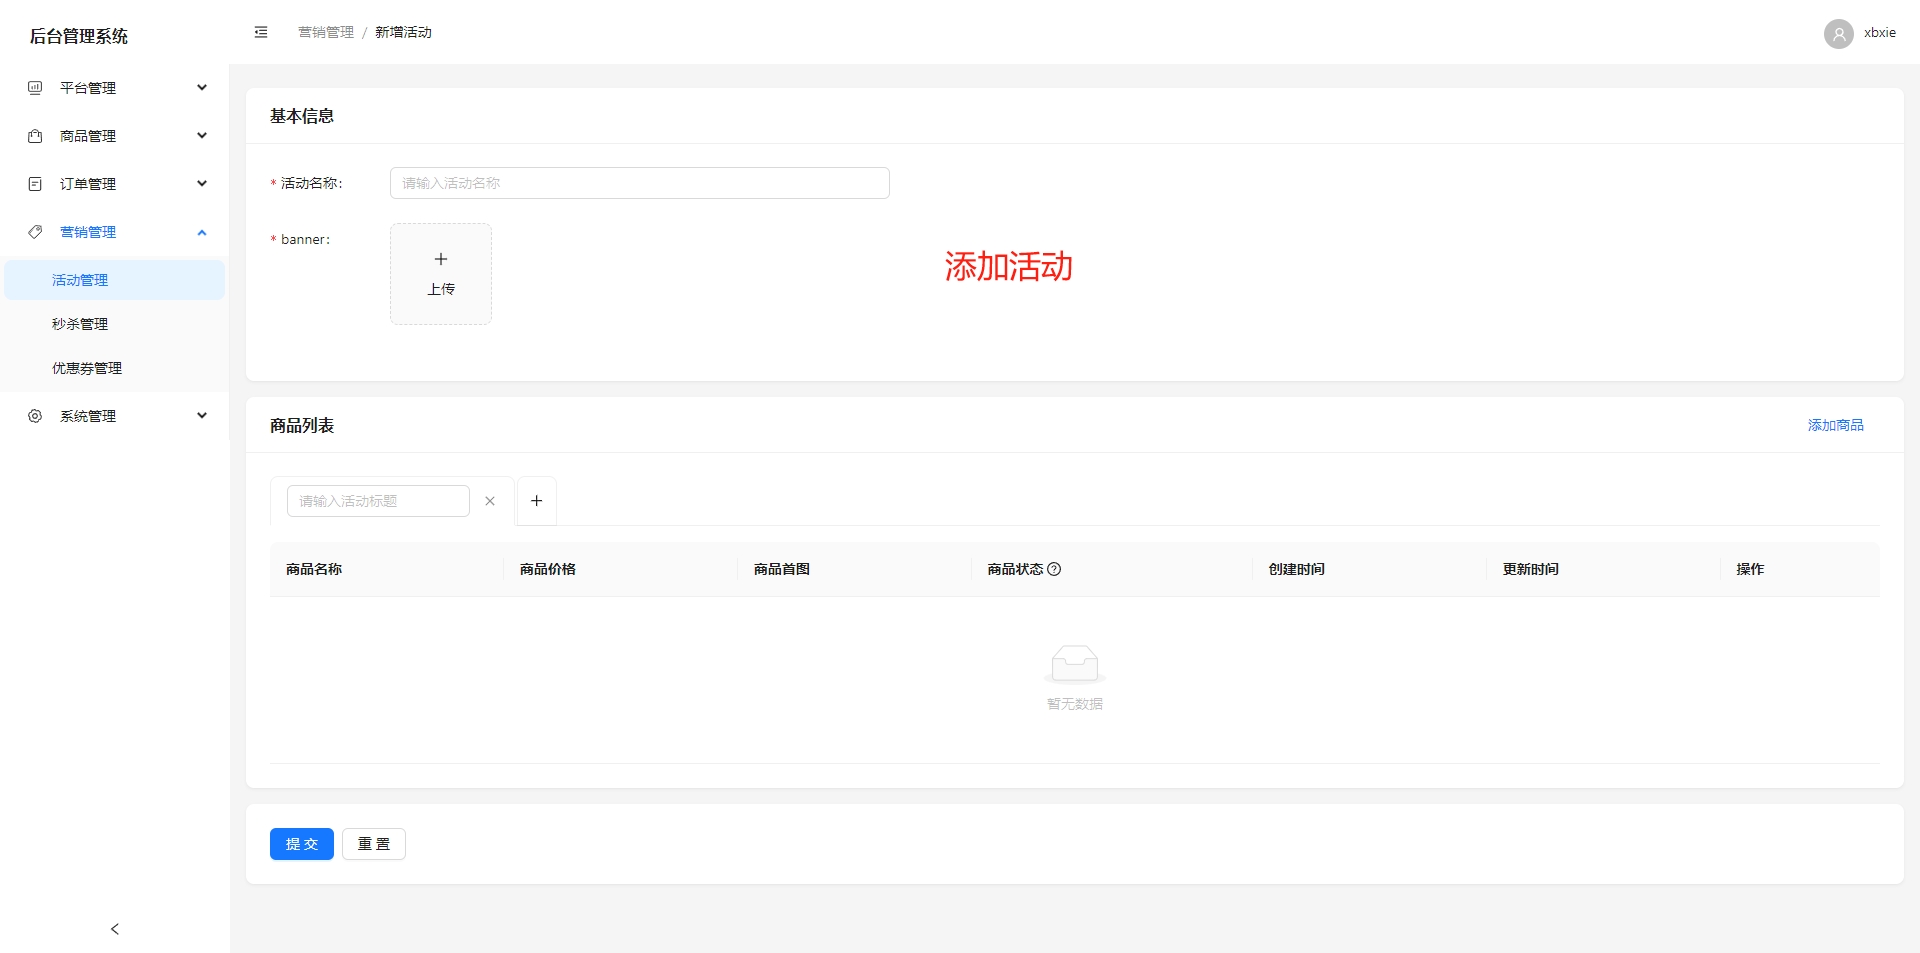 后台管理系统
营销管理 / 新增活动
xbxie
平台管理
商品管理
订单管理
营销管理
活动管理
秒杀管理
优惠券管理
系统管理
基本信息
* 活动名称:
请输入活动名称
* banner:
上传
添加活动
商品列表
添加商品
请输入活动标题
商品名称 商品价格 商品首图 商品状态 创建时间 更新时间 操作
暂无数据
提 交 重 置